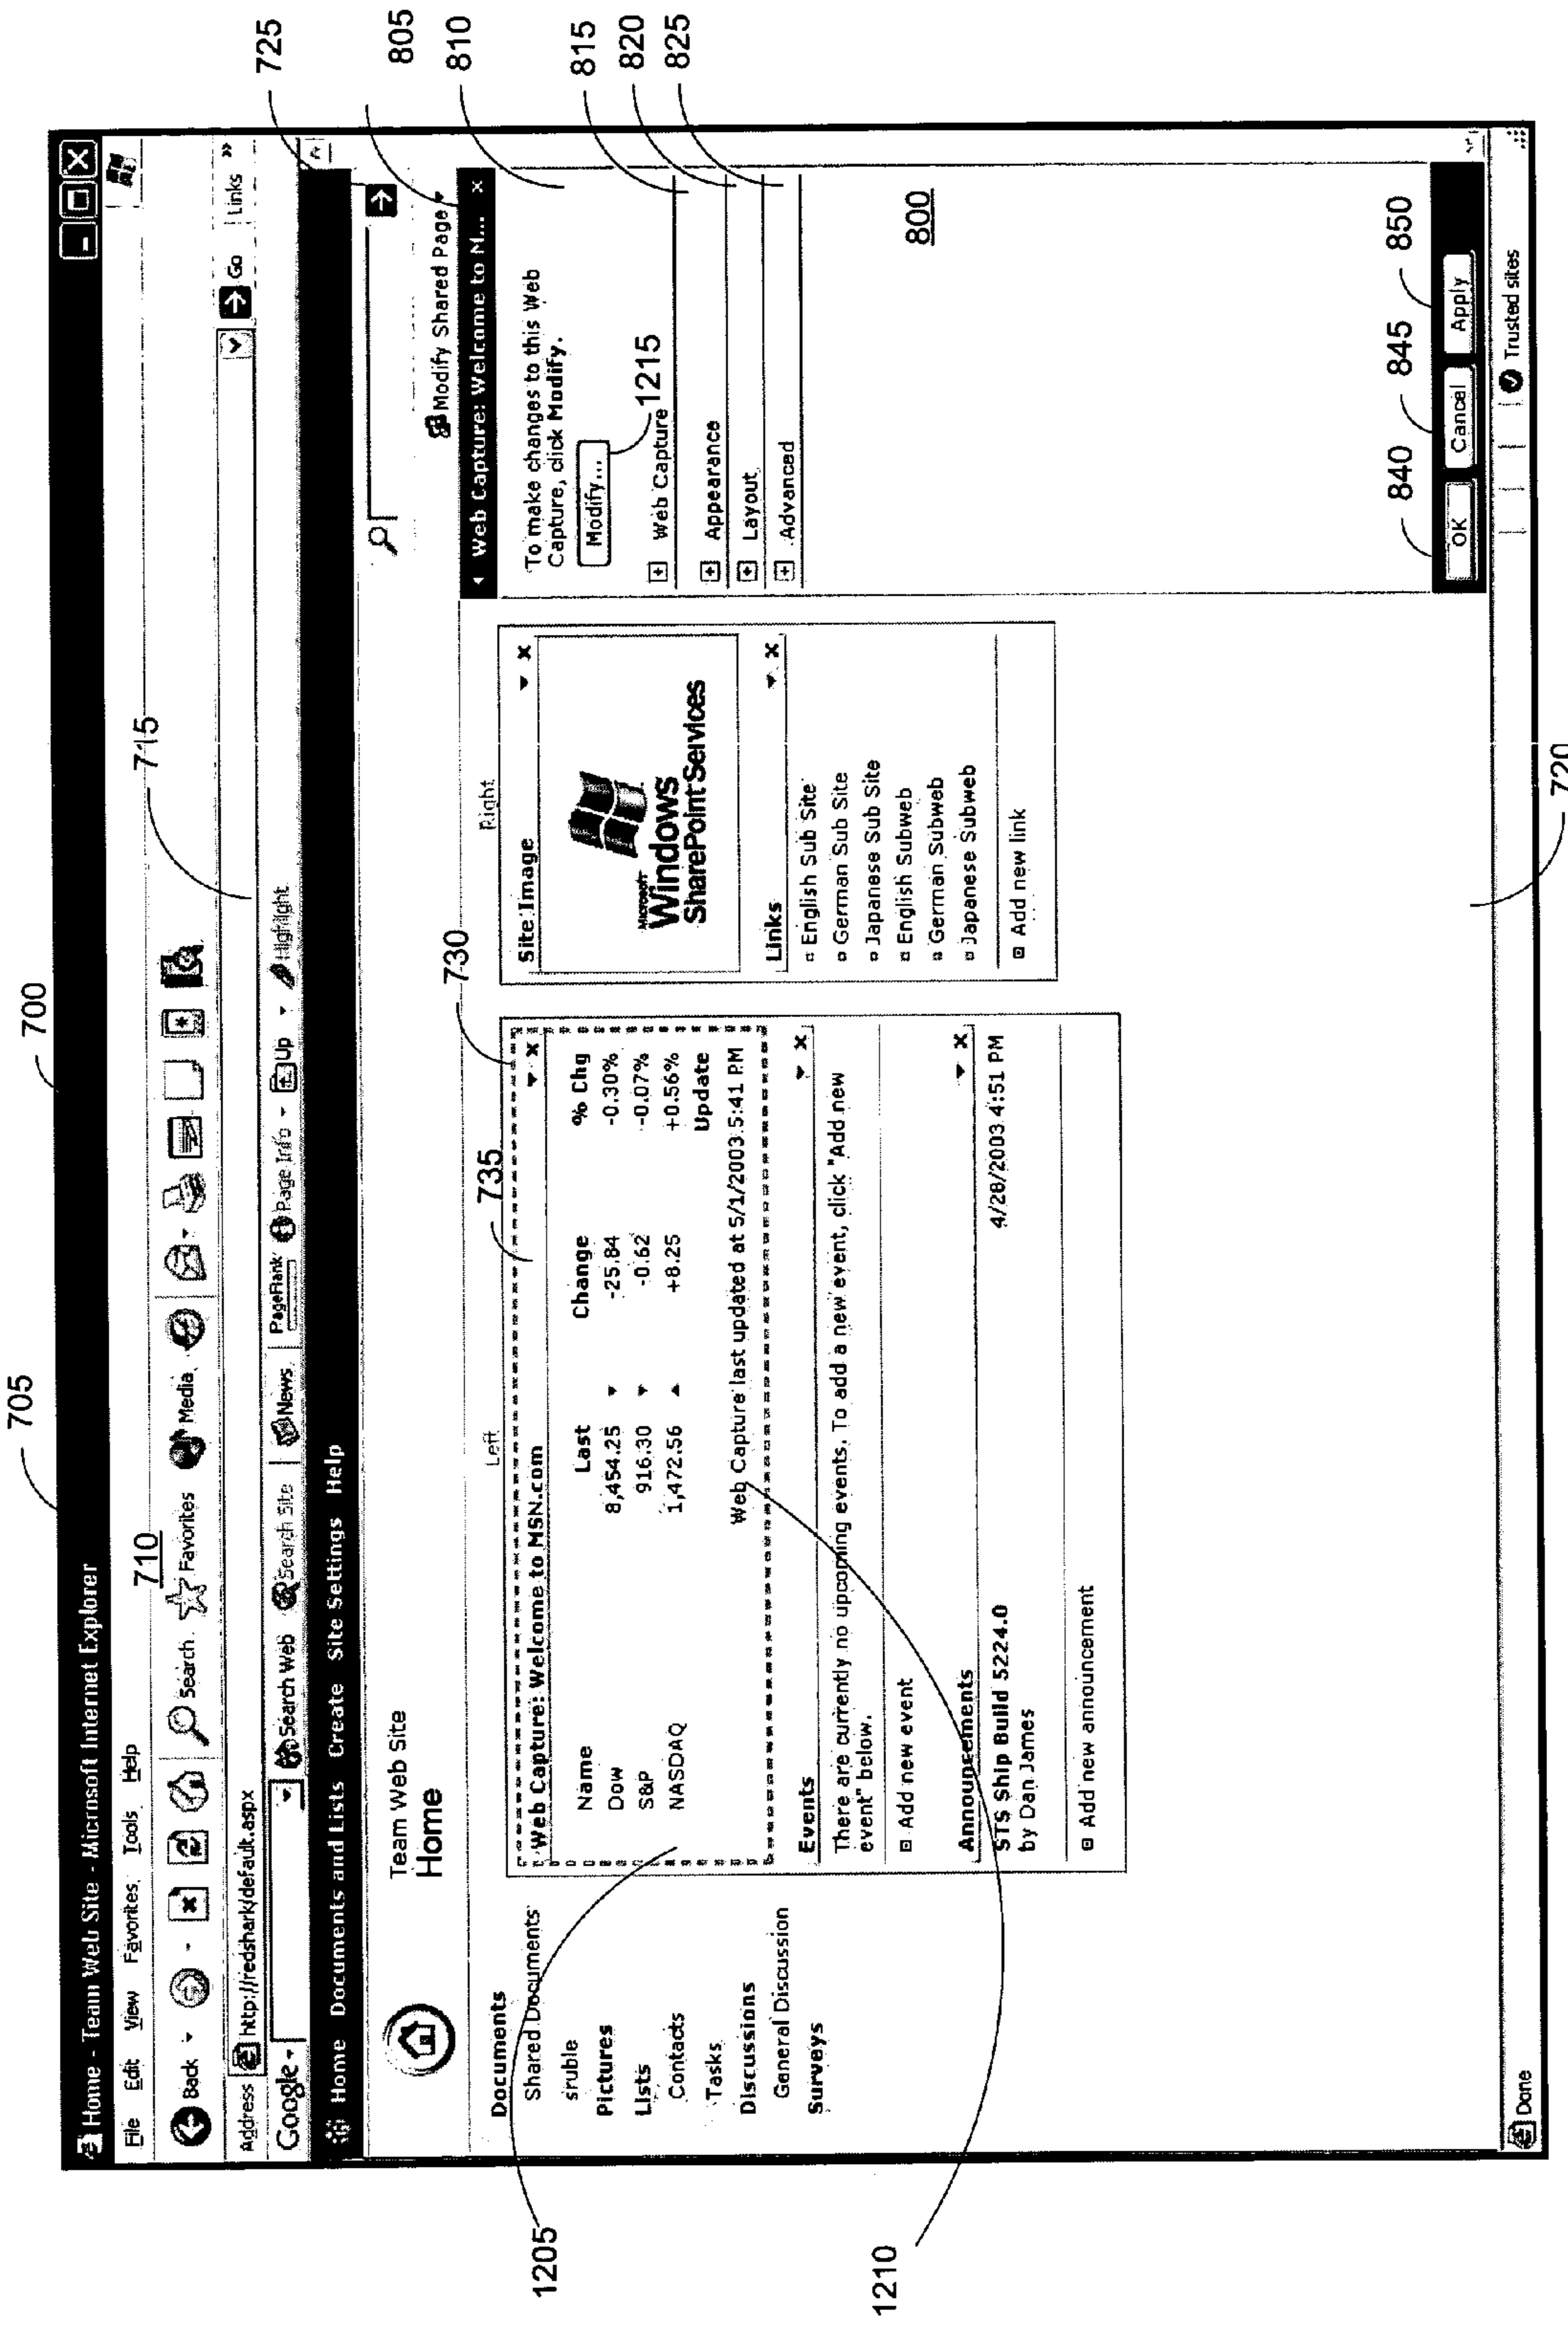 700
705
Home - Team Web Site - Microsoft Internet Explorer
File Edit View Favorites Tools Help
710
715
Back Search Favorites Media
Address http://redshark/default.aspx Go Links »
Google Search Web Search Site News PageRank Page Info Up Highlight
Home Documents and Lists Create Site Settings Help
725
Team Web Site
Home
Modify Shared Page
805
Documents
Shared Documents
sruble
Pictures
Lists
Contacts
Tasks
Discussions
General Discussion
Surveys
Left
735
730
Web Capture: Welcome to MSN.com
Name Last Change % Chg
Dow 8,454.25 ▼ -25.84 -0.30%
S&P 916.30 ▼ -0.62 -0.07%
NASDAQ 1,472.56 ▲ +8.25 +0.56%
Update
Web Capture last updated at 5/1/2003 5:41 PM
Events
There are currently no upcoming events. To add a new event, click "Add new
event" below.
Add new event
Announcements
STS Ship Build 5224.0 4/28/2003 4:51 PM
by Dan James
Add new announcement
Right
Site Image
Microsoft
Windows
SharePoint Services
Links
English Sub Site
German Sub Site
Japanese Sub Site
English Subweb
German Subweb
Japanese Subweb
Add new link
Web Capture: Welcome to M... x
810
To make changes to this Web
Capture, click Modify.
Modify...
1215
Web Capture
815
Appearance
820
Layout
825
Advanced
800
840
845
850
OK Cancel Apply
Done Trusted sites
1205
1210
720